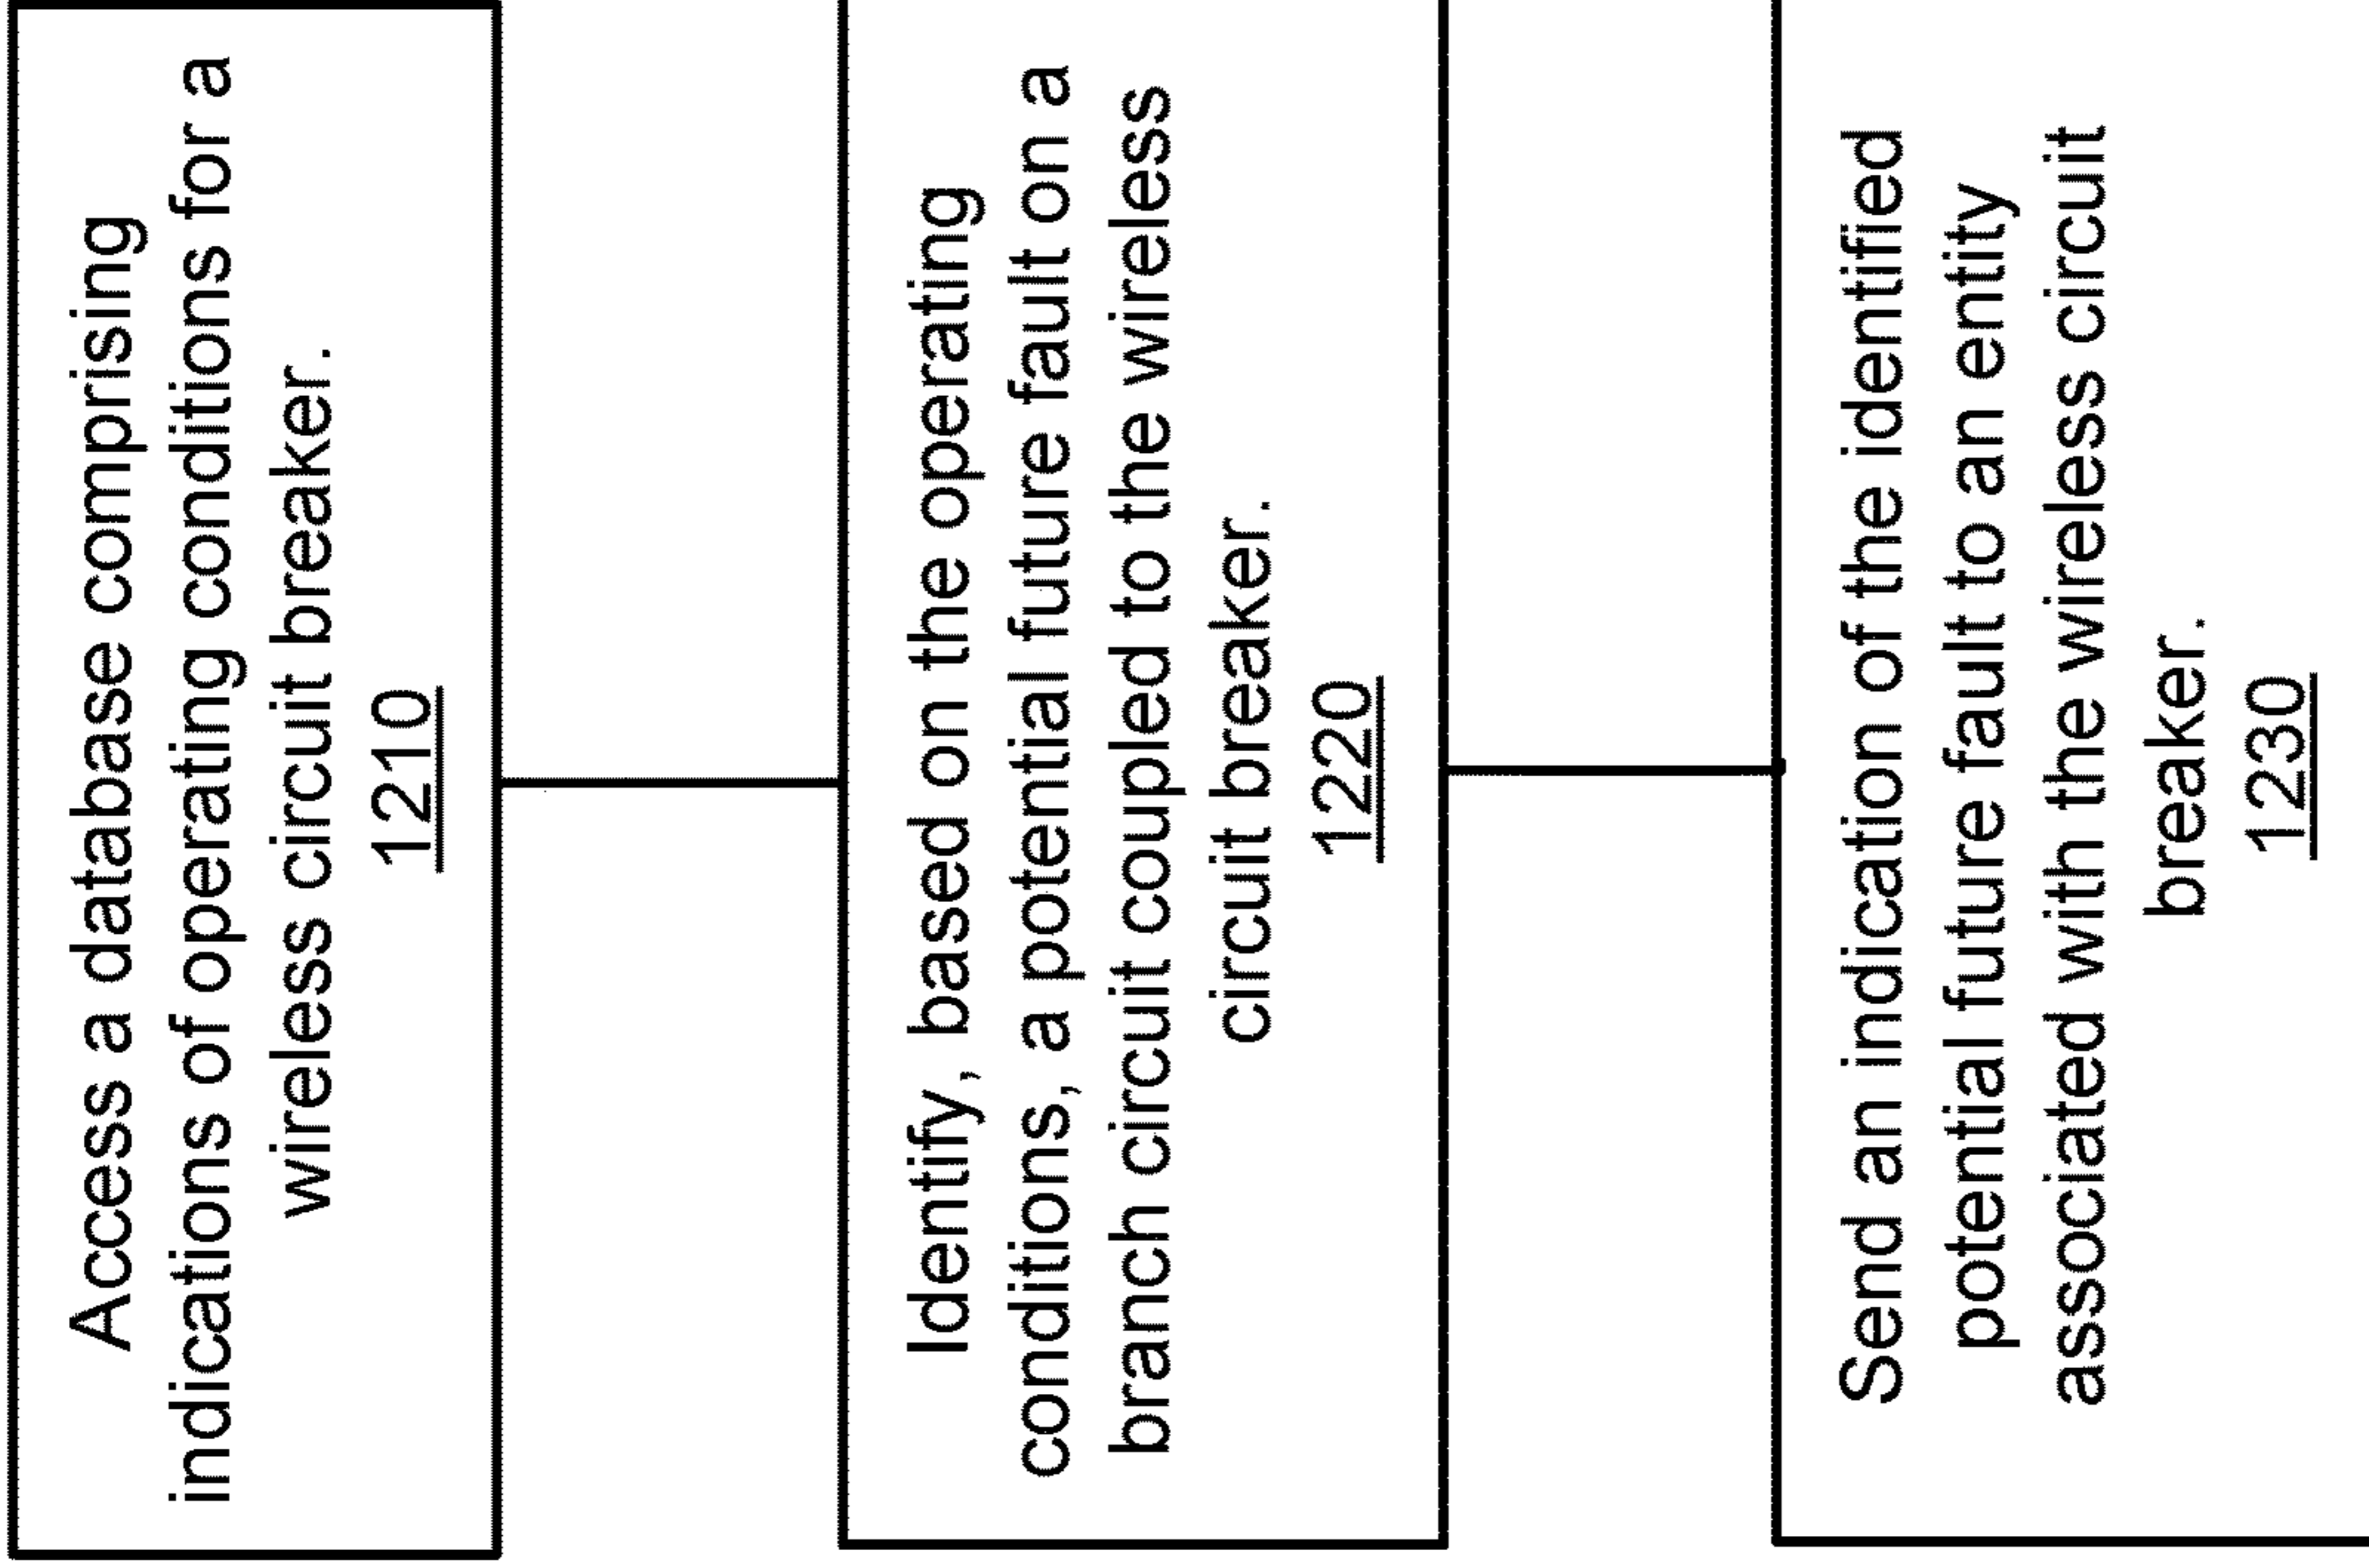 Access a database comprising
indications of operating conditions for a
wireless circuit breaker.
1210
Identify, based on the operating
conditions, a potential future fault on a
branch circuit coupled to the wireless
circuit breaker.
1220
Send an indication of the identified
potential future fault to an entity
associated with the wireless circuit
breaker.
1230